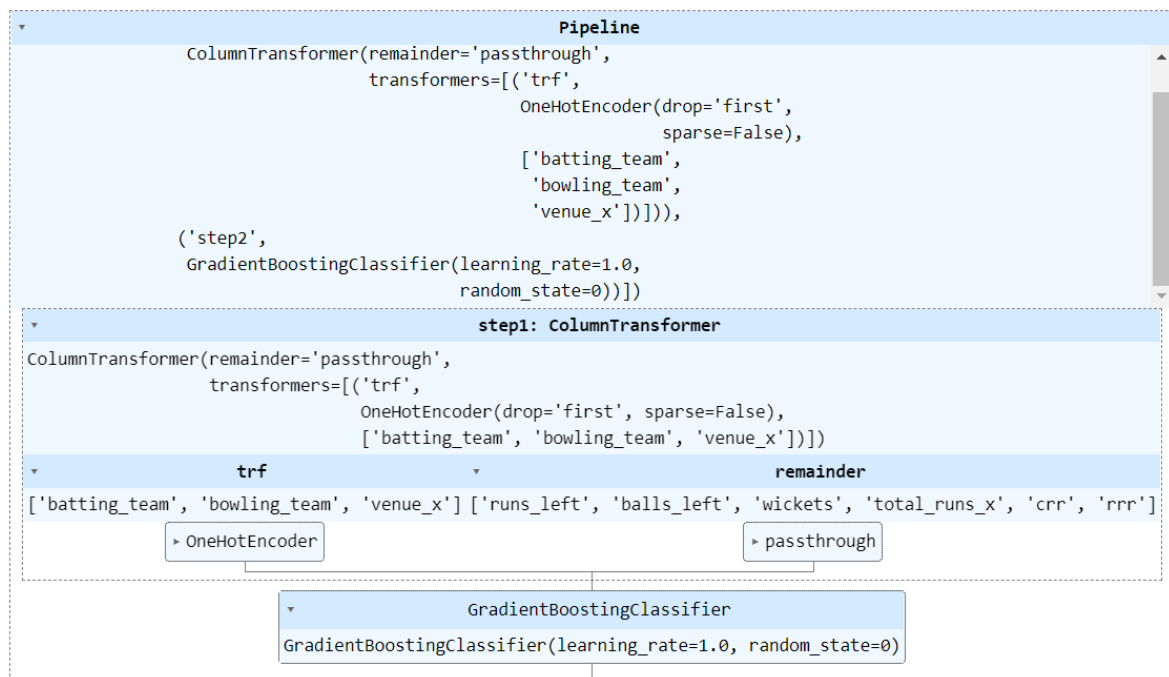 Pipeline
ColumnTransformer(remainder='passthrough',
transformers=[('trf',
OneHotEncoder(drop='first',
sparse=False),
['batting_team',
'bowling_team',
'venue_x'])])),
('step2',
GradientBoostingClassifier(learning_rate=1.0,
random_state=0))])
step1: ColumnTransformer
ColumnTransformer(remainder='passthrough',
transformers=[('trf',
OneHotEncoder(drop='first', sparse=False),
['batting_team', 'bowling_team', 'venue_x'])])
trf remainder
['batting_team', 'bowling_team', 'venue_x'] ['runs_left', 'balls_left', 'wickets', 'total_runs_x', 'crr', 'rrr']
OneHotEncoder passthrough
GradientBoostingClassifier
GradientBoostingClassifier(learning_rate=1.0, random_state=0)